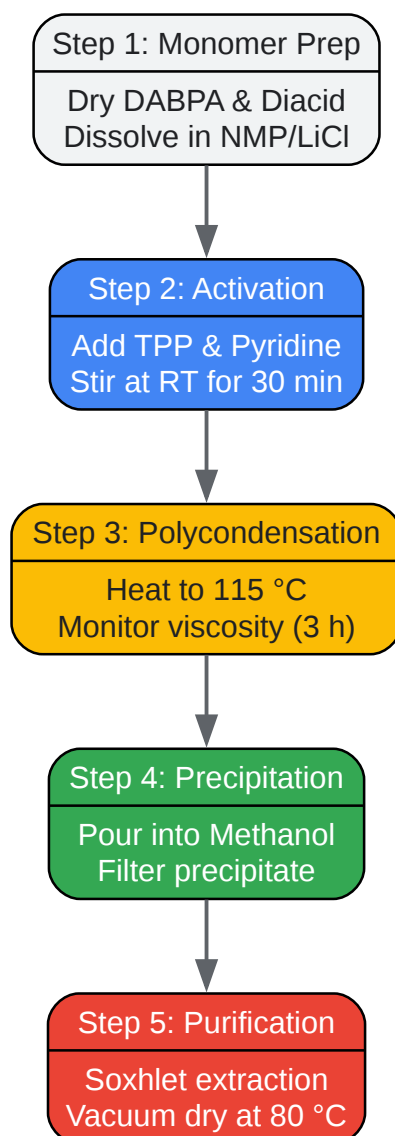 Step 1: Monomer Prep
Dry DABPA & Diacid
Dissolve in NMP/LiCl
Step 2: Activation
Add TPP & Pyridine
Stir at RT for 30 min
Step 3: Polycondensation
Heat to 115 °C
Monitor viscosity (3 h)
Step 4: Precipitation
Pour into Methanol
Filter precipitate
Step 5: Purification
Soxhlet extraction
Vacuum dry at 80 °C